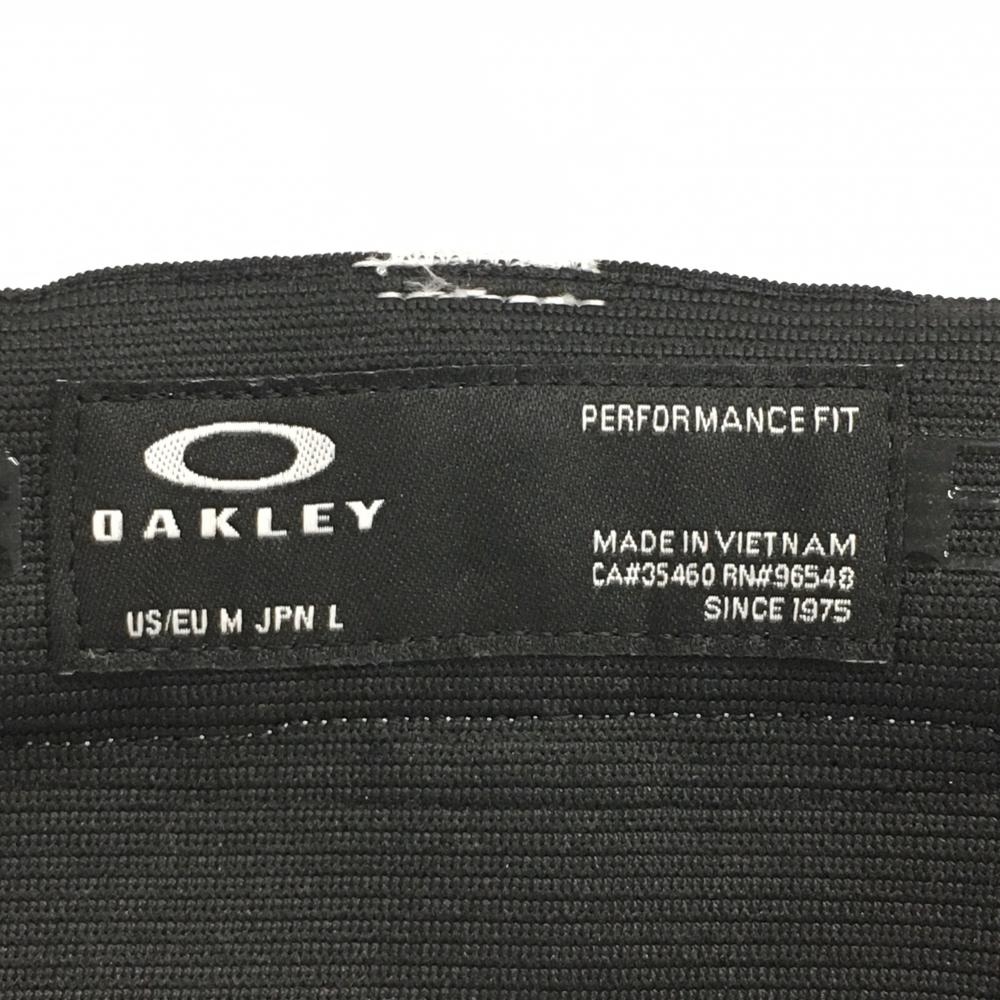 OAKLEY
US/EU M JPN L
PERFORMANCE FIT
MADE IN VIETNAM
CA#35460 RN#96548
SINCE 1975